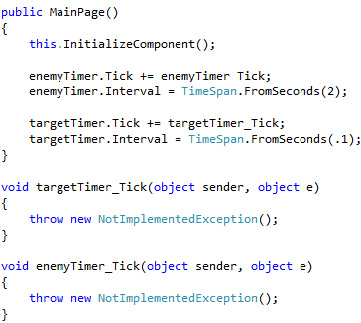 public MainPage()
{
this.InitializeComponent();
enemyTimer.Tick += enemyTimer_Tick;
enemyTimer.Interval = TimeSpan.FromSeconds(2);
targetTimer.Tick += targetTimer_Tick;
targetTimer.Interval = TimeSpan.FromSeconds(.1);
}
void targetTimer_Tick(object sender, object e)
{
throw new NotImplementedException();
}
void enemyTimer_Tick(object sender, object e)
{
throw new NotImplementedException();
}